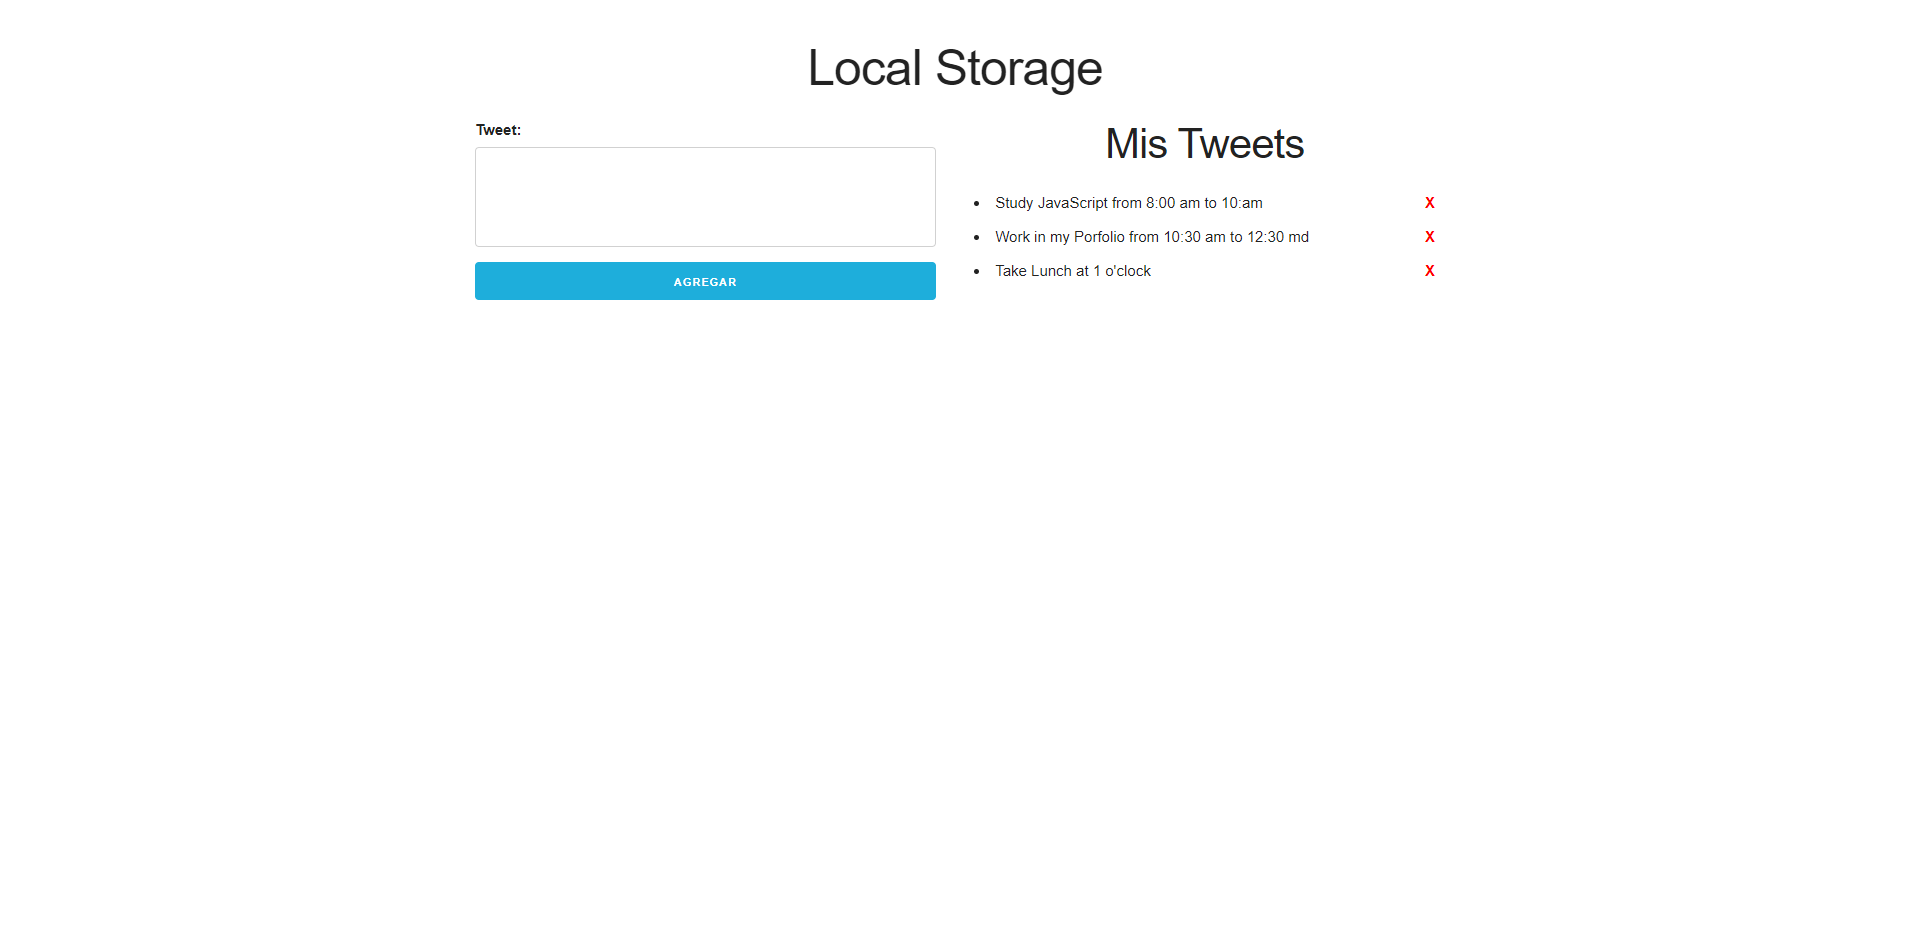 Local Storage
Tweet:
AGREGAR
Mis Tweets
Study JavaScript from 8:00 am to 10:am X
Work in my Porfolio from 10:30 am to 12:30 md X
Take Lunch at 1 o'clock X